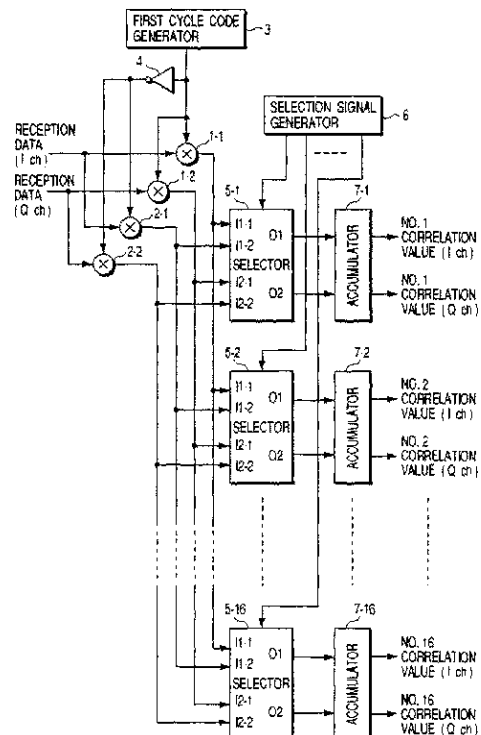 FIRST CYCLE CODE
GENERATOR
3
4
SELECTION SIGNAL
GENERATOR
6
RECEPTION
DATA
(I ch)
RECEPTION
DATA
(Q ch)
1-1
1-2
2-1
2-2
5-1
I1-1
I1-2
SELECTOR
I2-1
I2-2
O1
O2
7-1
ACCUMULATOR
NO. 1
CORRELATION
VALUE (I ch)
NO. 1
CORRELATION
VALUE (Q ch)
5-2
I1-1
I1-2
SELECTOR
I2-1
I2-2
O1
O2
7-2
ACCUMULATOR
NO. 2
CORRELATION
VALUE (I ch)
NO. 2
CORRELATION
VALUE (Q ch)
5-16
I1-1
I1-2
SELECTOR
I2-1
I2-2
O1
O2
7-16
ACCUMULATOR
NO. 16
CORRELATION
VALUE (I ch)
NO. 16
CORRELATION
VALUE (Q ch)